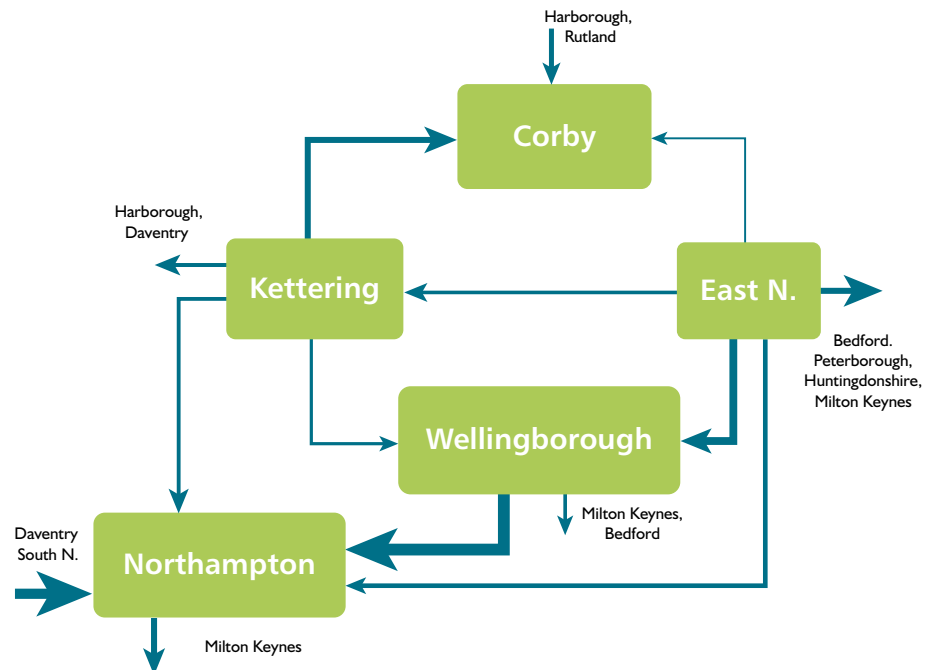 Harborough,
Rutland
Corby
Harborough,
Daventry
Kettering
East N.
Bedford.
Peterborough,
Huntingdonshire,
Milton Keynes
Wellingborough
Milton Keynes,
Bedford
Daventry
South N.
Northampton
Milton Keynes